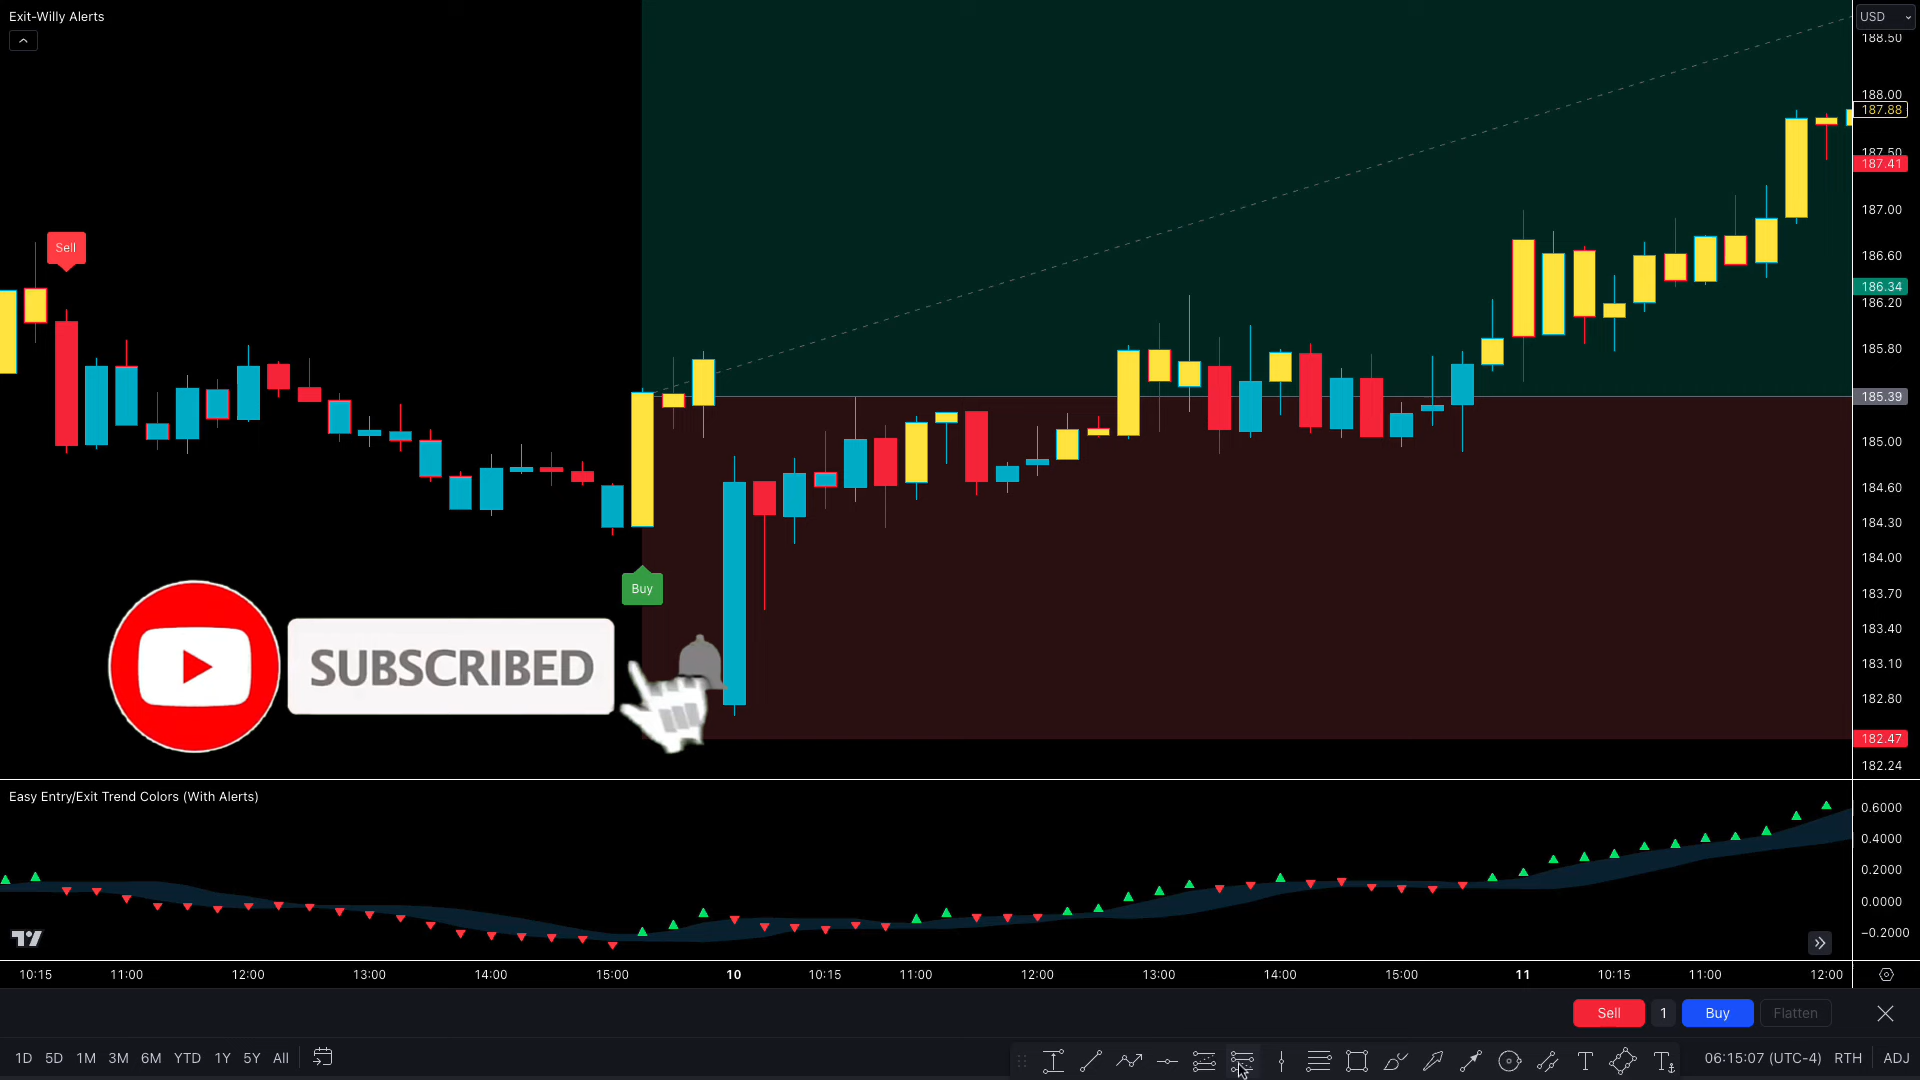 Exit-Willy Alerts
USD
188.50
188.00
187.88
187.50
187.41
187.00
186.60
186.34
186.20
185.80
185.39
185.00
184.60
184.30
184.00
183.70
183.40
183.10
182.80
182.47
182.24
Sell
Buy
SUBSCRIBED
Easy Entry/Exit Trend Colors (With Alerts)
0.6000
0.4000
0.2000
0.0000
−0.2000
10:15 11:00 12:00 13:00 14:00 15:00 10 10:15 11:00 12:00 13:00 14:00 15:00 11 10:15 11:00 12:00
Sell 1 Buy Flatten
1D 5D 1M 3M 6M YTD 1Y 5Y All 06:15:07 (UTC-4) RTH ADJ